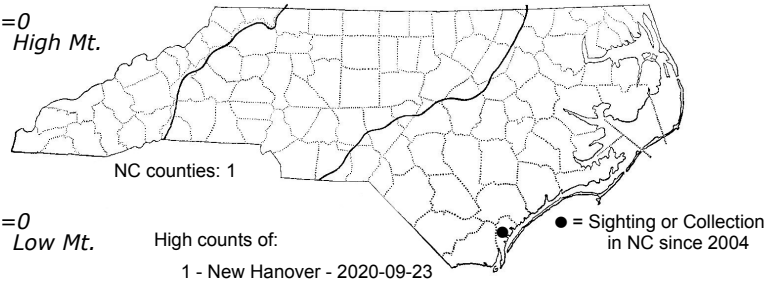 =0
High Mt.
NC counties: 1
=0
Low Mt.
High counts of:
1 - New Hanover - 2020-09-23
● = Sighting or Collection
in NC since 2004